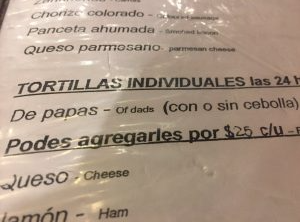 Chorizo colorado - 
Panceta ahumada - Smoked bacon
Queso parmosano - parmesan cheese
TORTILLAS INDIVIDUALES las 24 h
De papas - Of dads (con o sin cebolla)
Podes agregarles por $25 c/u -
Queso - Cheese
Jamón - Ham